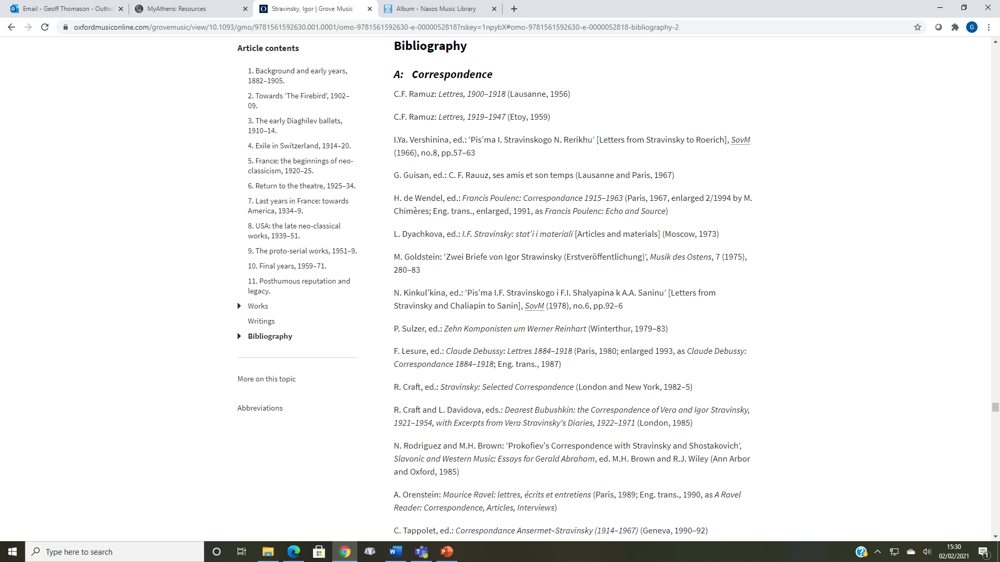 Email - Geoff Thomason - Outloo
MyAthens: Resources
Stravinsky, Igor | Grove Music
Album - Naxos Music Library
oxfordmusiconline.com/grovemusic/view/10.1093/gmo/9781561592630.001.0001/omo-9781561592630-e-0000052818?rskey=1npybX#omo-9781561592630-e-0000052818-bibliography-2
G
Article contents
1. Background and early years,
1882–1905.
2. Towards ‘The Firebird’, 1902–
09.
3. The early Diaghilev ballets,
1910–14.
4. Exile in Switzerland, 1914–20.
5. France: the beginnings of neo-
classicism, 1920–25.
6. Return to the theatre, 1925–34.
7. Last years in France: towards
America, 1934–9.
8. USA: the late neo-classical
works, 1939–51.
9. The proto-serial works, 1951–9.
10. Final years, 1959–71.
11. Posthumous reputation and
legacy.
Works
Writings
Bibliography
More on this topic
Abbreviations
Bibliography
A: Correspondence
C.F. Ramuz: Lettres, 1900–1918 (Lausanne, 1956)
C.F. Ramuz: Lettres, 1919–1947 (Etoy, 1959)
I.Ya. Vershinina, ed.: ‘Pisʹma I. Stravinskogo N. Rerikhu’ [Letters from Stravinsky to Roerich], SovM
(1966), no.8, pp.57–63
G. Guisan, ed.: C. F. Rauuz, ses amis et son temps (Lausanne and Paris, 1967)
H. de Wendel, ed.: Francis Poulenc: Correspondance 1915–1963 (Paris, 1967, enlarged 2/1994 by M.
Chimères; Eng. trans., enlarged, 1991, as Francis Poulenc: Echo and Source)
L. Dyachkova, ed.: I.F. Stravinsky: statʹi i materialï [Articles and materials] (Moscow, 1973)
M. Goldstein: ‘Zwei Briefe von Igor Strawinsky (Erstveröffentlichung)’, Musik des Ostens, 7 (1975),
280–83
N. Kinkulʹkina, ed.: ‘Pisʹma I.F. Stravinskogo i F.I. Shalyapina k A.A. Saninu’ [Letters from
Stravinsky and Chaliapin to Sanin], SovM (1978), no.6, pp.92–6
P. Sulzer, ed.: Zehn Komponisten um Werner Reinhart (Winterthur, 1979–83)
F. Lesure, ed.: Claude Debussy: Lettres 1884–1918 (Paris, 1980; enlarged 1993, as Claude Debussy:
Correspondance 1884–1918; Eng. trans., 1987)
R. Craft, ed.: Stravinsky: Selected Correspondence (London and New York, 1982–5)
R. Craft and L. Davidova, eds.: Dearest Bubushkin: the Correspondence of Vera and Igor Stravinsky,
1921–1954, with Excerpts from Vera Stravinsky's Diaries, 1922–1971 (London, 1985)
N. Rodriguez and M.H. Brown: ‘Prokofiev's Correspondence with Stravinsky and Shostakovich’,
Slavonic and Western Music: Essays for Gerald Abraham, ed. M.H. Brown and R.J. Wiley (Ann Arbor
and Oxford, 1985)
A. Orenstein: Maurice Ravel: lettres, écrits et entretiens (Paris, 1989; Eng. trans., 1990, as A Ravel
Reader: Correspondence, Articles, Interviews)
C. Tappolet, ed.: Correspondance Ansermet–Stravinsky (1914–1967) (Geneva, 1990–92)
Type here to search
15:30
02/02/2021
1